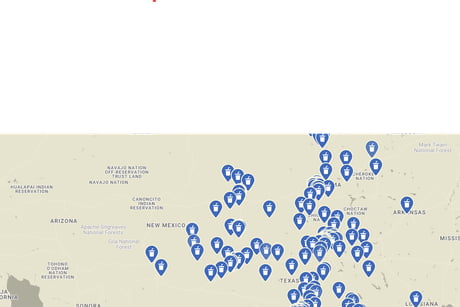 Mark Twain
National Forest
NAVAJO NATION
OFF-RESERVATION
TRUST LAND
NAVAJO NATION
HUALAPAI INDIAN
RESERVATION
CHEROKEE
NATION
CANONCITO
INDIAN
RESERVATION
CHOCTAW
NATION
ARKANSAS
ARIZONA
NEW MEXICO
Apache-Sitgreaves
National Forests
Gila National
Forest
MISSIS
TOHONO
O'ODHAM
NATION
RESERVATION
TEXAS
SONORA
LOUISIANA